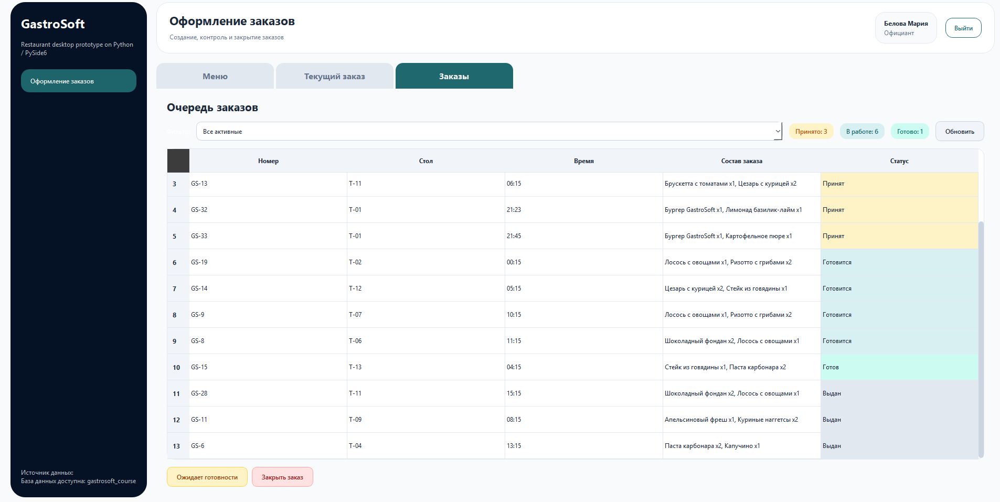 GastroSoft
Restaurant desktop prototype on Python
/ PySide6
Оформление заказов
Источник данных:
База данных доступна: gastrosoft_course
Оформление заказов
Создание, контроль и закрытие заказов
Белова Мария
Официант
Выйти
Меню
Текущий заказ
Заказы
Очередь заказов
Все активные
Принято: 3
В работе: 6
Готово: 1
Обновить
Номер Стол Время Состав заказа Статус
3 GS-13 T-11 06:15 Брускетта с томатами x1, Цезарь с курицей x2 Принят
4 GS-32 T-01 21:23 Бургер GastroSoft x1, Лимонад базилик-лайм x1 Принят
5 GS-33 T-01 21:45 Бургер GastroSoft x1, Картофельное пюре x1 Принят
6 GS-19 T-02 00:15 Лосось с овощами x1, Ризотто с грибами x2 Готовится
7 GS-14 T-12 05:15 Цезарь с курицей x2, Стейк из говядины x1 Готовится
8 GS-9 T-07 10:15 Лосось с овощами x1, Ризотто с грибами x2 Готовится
9 GS-8 T-06 11:15 Шоколадный фондан x2, Лосось с овощами x1 Готовится
10 GS-15 T-13 04:15 Стейк из говядины x1, Паста карбонара x2 Готов
11 GS-28 T-11 15:15 Шоколадный фондан x2, Лосось с овощами x1 Выдан
12 GS-11 T-09 08:15 Апельсиновый фреш x1, Куриные наггетсы x2 Выдан
13 GS-6 T-04 13:15 Паста карбонара x2, Капучино x1 Выдан
Ожидает готовности
Закрыть заказ